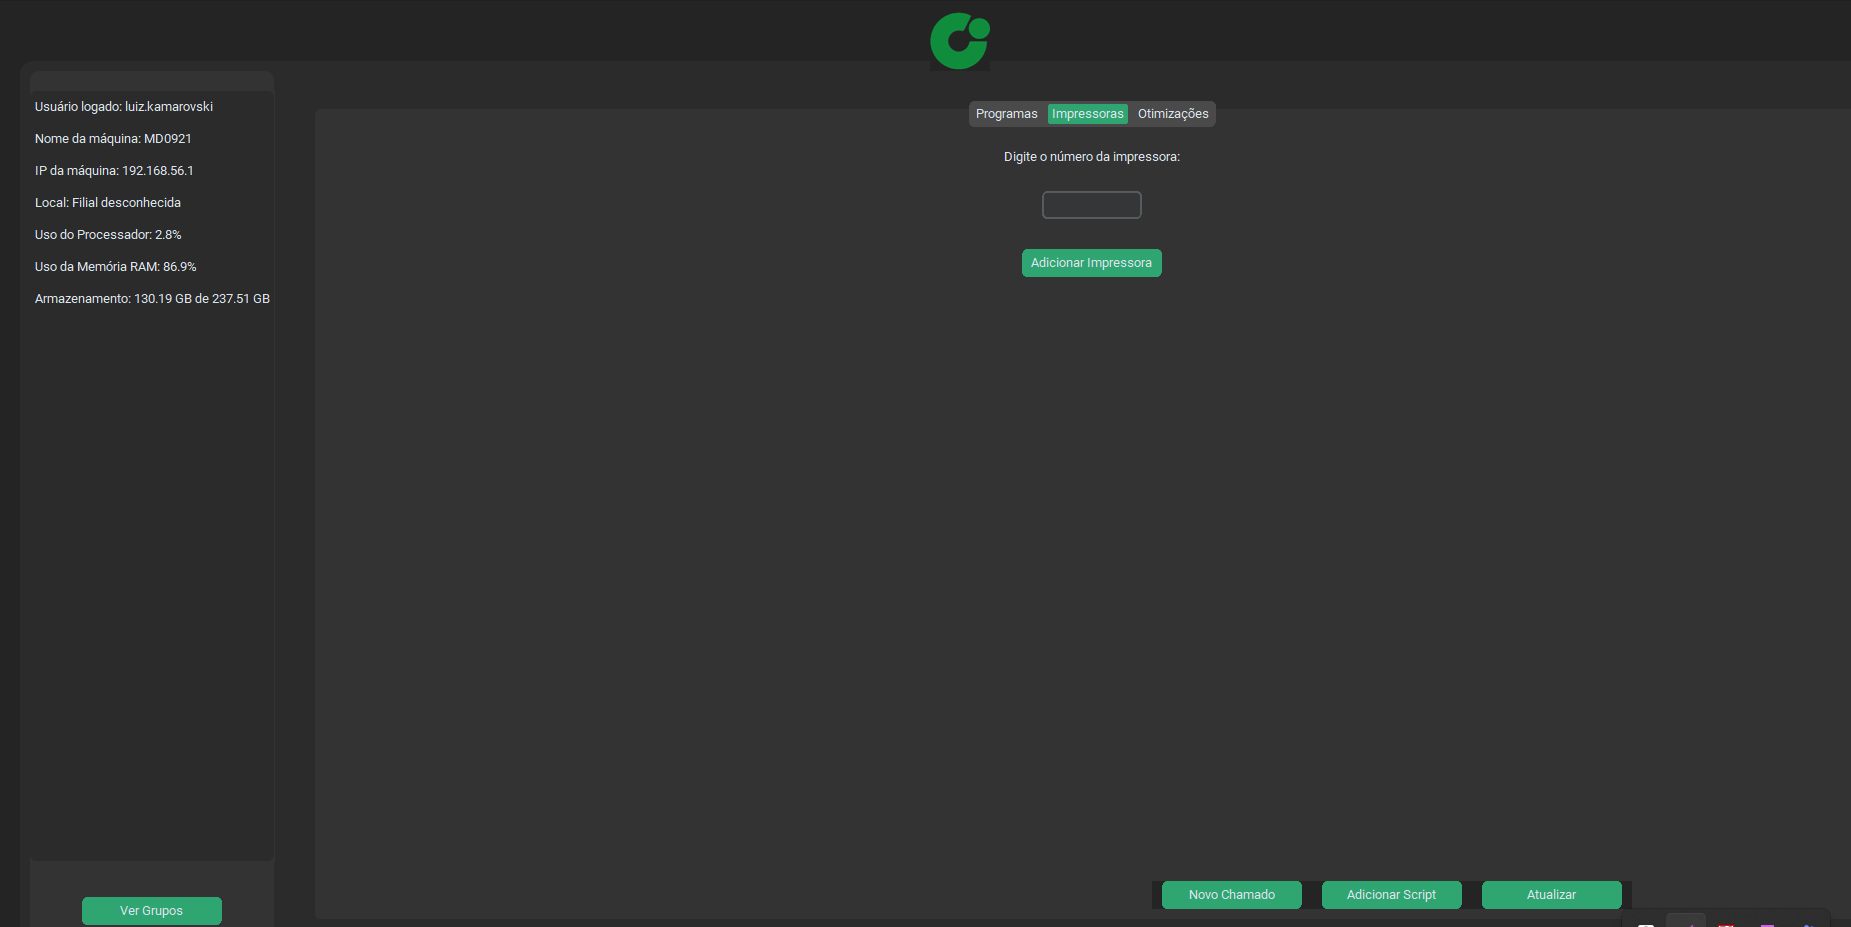 Usuário logado: luiz.kamarovski
Nome da máquina: MD0921
IP da máquina: 192.168.56.1
Local: Filial desconhecida
Uso do Processador: 2.8%
Uso da Memória RAM: 86.9%
Armazenamento: 130.19 GB de 237.51 GB
Ver Grupos
Programas Impressoras Otimizações
Digite o número da impressora:
Adicionar Impressora
Novo Chamado Adicionar Script Atualizar